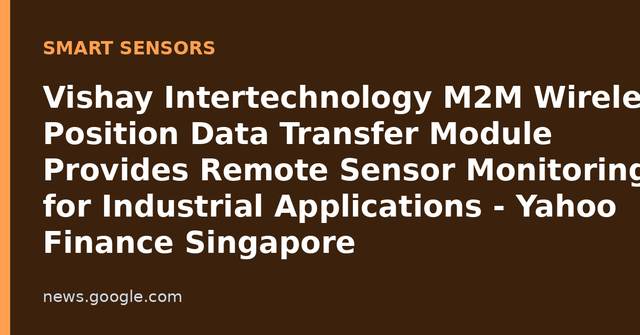 SMART SENSORS
Vishay Intertechnology M2M Wirele
Position Data Transfer Module
Provides Remote Sensor Monitoring
for Industrial Applications - Yahoo
Finance Singapore
news.google.com